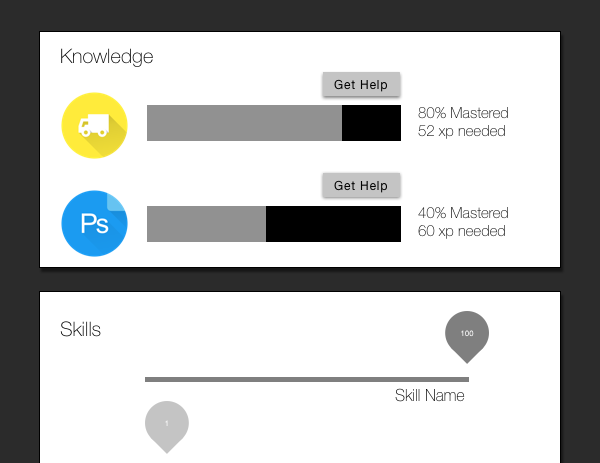 Knowledge
Get Help
80% Mastered
52 xp needed
Get Help
Ps
40% Mastered
60 xp needed
Skills
100
Skill Name
1